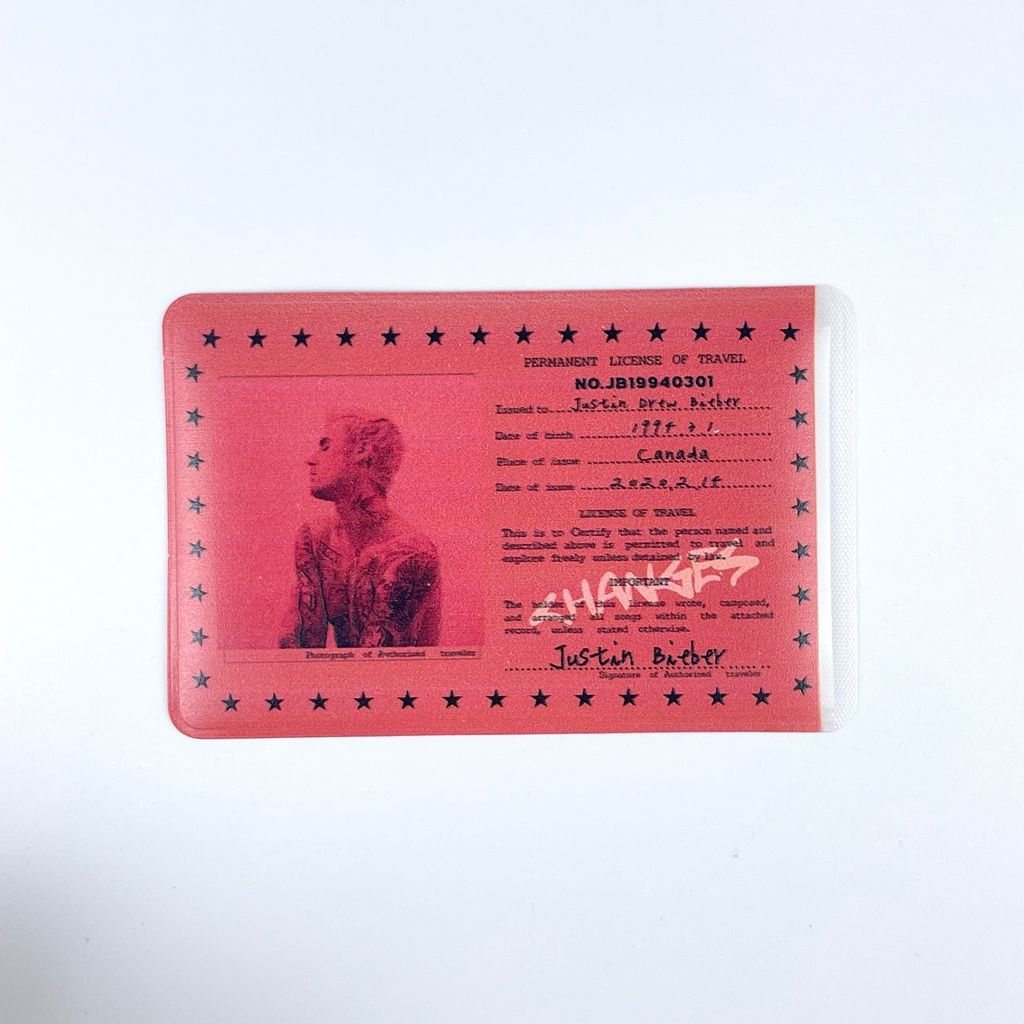 PERMANENT LICENSE OF TRAVEL
NO.JB19940301
Issued to Justin Drew Bieber
Date of birth 1994.3.1
Place of issue Canada
Date of issue 2020.2.14
LICENSE OF TRAVEL
This is to Certify that the person named and
described above is permitted to travel and
explore freely unless detained by law.
CHANGES
IMPORTANT
The holder of this license wrote, composed,
and arranged all songs within the attached
record, unless stated otherwise.
Justin Bieber
Signature of Authorized traveler
Photograph of Authorized traveler